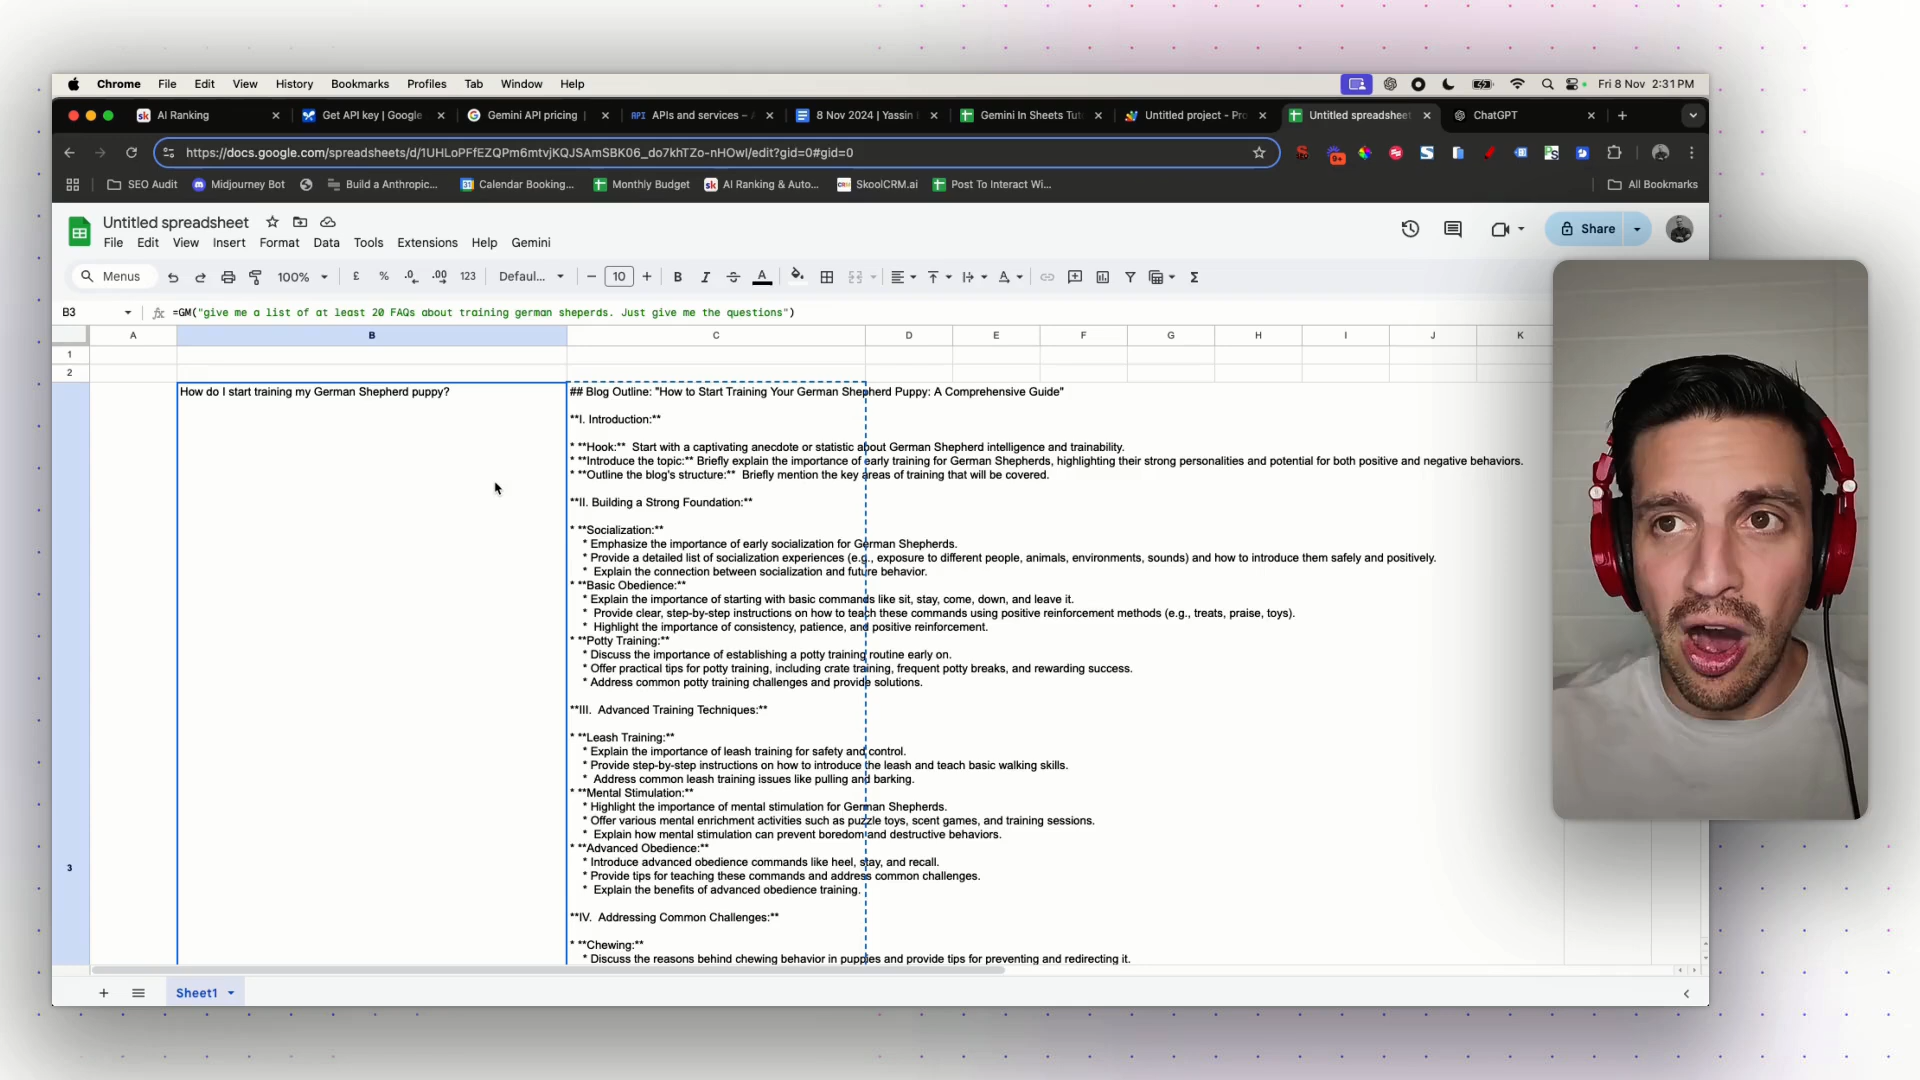 Chrome File Edit View History Bookmarks Profiles Tab Window Help Fri 8 Nov 2:31 PM
AI Ranking Get API key | Google Gemini API pricing | API APIs and services – 8 Nov 2024 | Yassin Gemini In Sheets Tut Untitled project - Pro Untitled spreadsheet ChatGPT
https://docs.google.com/spreadsheets/d/1UHLoPFfEZQPm6mtvjKQJSAmSBK06_do7khTZo-nHOwI/edit?gid=0#gid=0 9+
SEO Audit Midjourney Bot Build a Anthropic... Calendar Booking... Monthly Budget sk AI Ranking & Auto... SkoolCRM.ai Post To Interact Wi... All Bookmarks
Untitled spreadsheet
File Edit View Insert Format Data Tools Extensions Help Gemini Share
Menus 100% £ % .0 .00 123 Defaul... 10 B I A Σ
B3 fx =GM("give me a list of at least 20 FAQs about training german sheperds. Just give me the questions")
A B C D E F G H I J K
1
2
How do I start training my German Shepherd puppy? ## Blog Outline: "How to Start Training Your German Shepherd Puppy: A Comprehensive Guide"
**I. Introduction:**
* **Hook:** Start with a captivating anecdote or statistic about German Shepherd intelligence and trainability.
* **Introduce the topic:** Briefly explain the importance of early training for German Shepherds, highlighting their strong personalities and potential for both positive and negative behaviors.
* **Outline the blog's structure:** Briefly mention the key areas of training that will be covered.
**II. Building a Strong Foundation:**
* **Socialization:**
* Emphasize the importance of early socialization for German Shepherds.
* Provide a detailed list of socialization experiences (e.g., exposure to different people, animals, environments, sounds) and how to introduce them safely and positively.
* Explain the connection between socialization and future behavior.
* **Basic Obedience:**
* Explain the importance of starting with basic commands like sit, stay, come, down, and leave it.
* Provide clear, step-by-step instructions on how to teach these commands using positive reinforcement methods (e.g., treats, praise, toys).
* Highlight the importance of consistency, patience, and positive reinforcement.
* **Potty Training:**
* Discuss the importance of establishing a potty training routine early on.
* Offer practical tips for potty training, including crate training, frequent potty breaks, and rewarding success.
* Address common potty training challenges and provide solutions.
**III. Advanced Training Techniques:**
* **Leash Training:**
* Explain the importance of leash training for safety and control.
* Provide step-by-step instructions on how to introduce the leash and teach basic walking skills.
* Address common leash training issues like pulling and barking.
* **Mental Stimulation:**
* Highlight the importance of mental stimulation for German Shepherds.
* Offer various mental enrichment activities such as puzzle toys, scent games, and training sessions.
* Explain how mental stimulation can prevent boredom and destructive behaviors.
* **Advanced Obedience:**
* Introduce advanced obedience commands like heel, stay, and recall.
3
* Provide tips for teaching these commands and address common challenges.
* Explain the benefits of advanced obedience training.
**IV. Addressing Common Challenges:**
* **Chewing:**
* Discuss the reasons behind chewing behavior in puppies and provide tips for preventing and redirecting it.
Sheet1